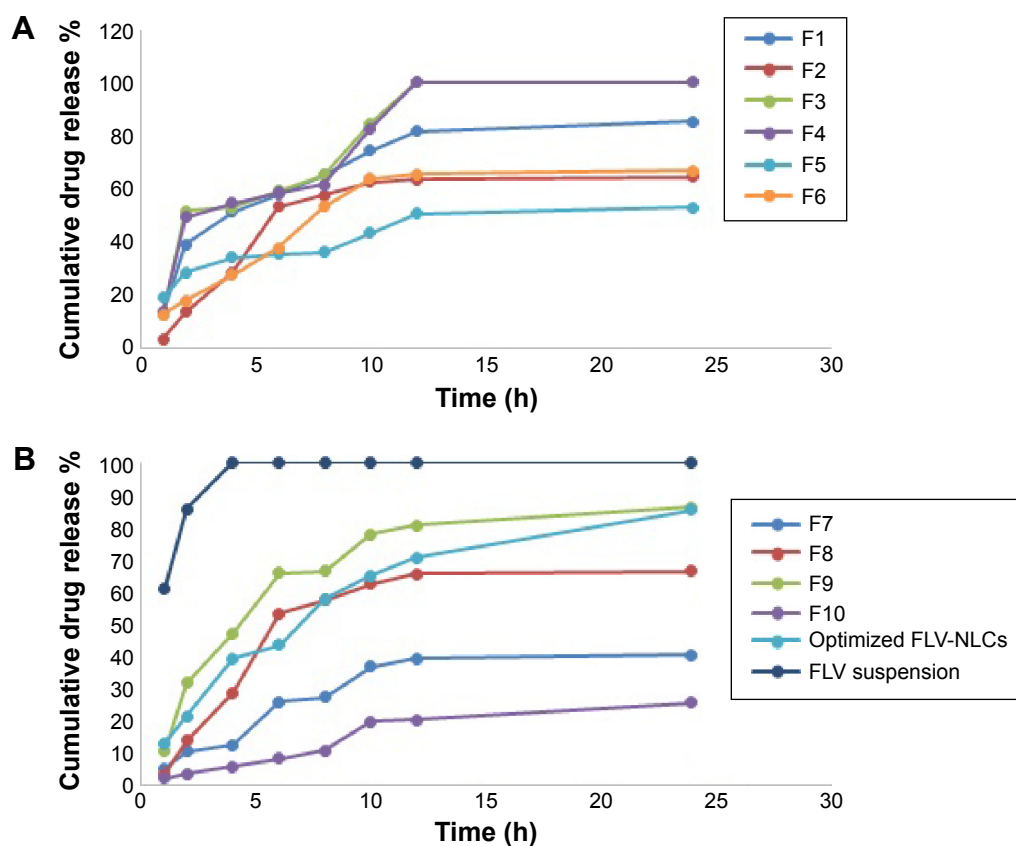 A
Cumulative drug release %
120
100
80
60
40
20
0
0 5 10 15 20 25 30
Time (h)
F1
F2
F3
F4
F5
F6
B
Cumulative drug release %
100
90
80
70
60
50
40
30
20
10
0
0 5 10 15 20 25 30
Time (h)
F7
F8
F9
F10
Optimized FLV-NLCs
FLV suspension